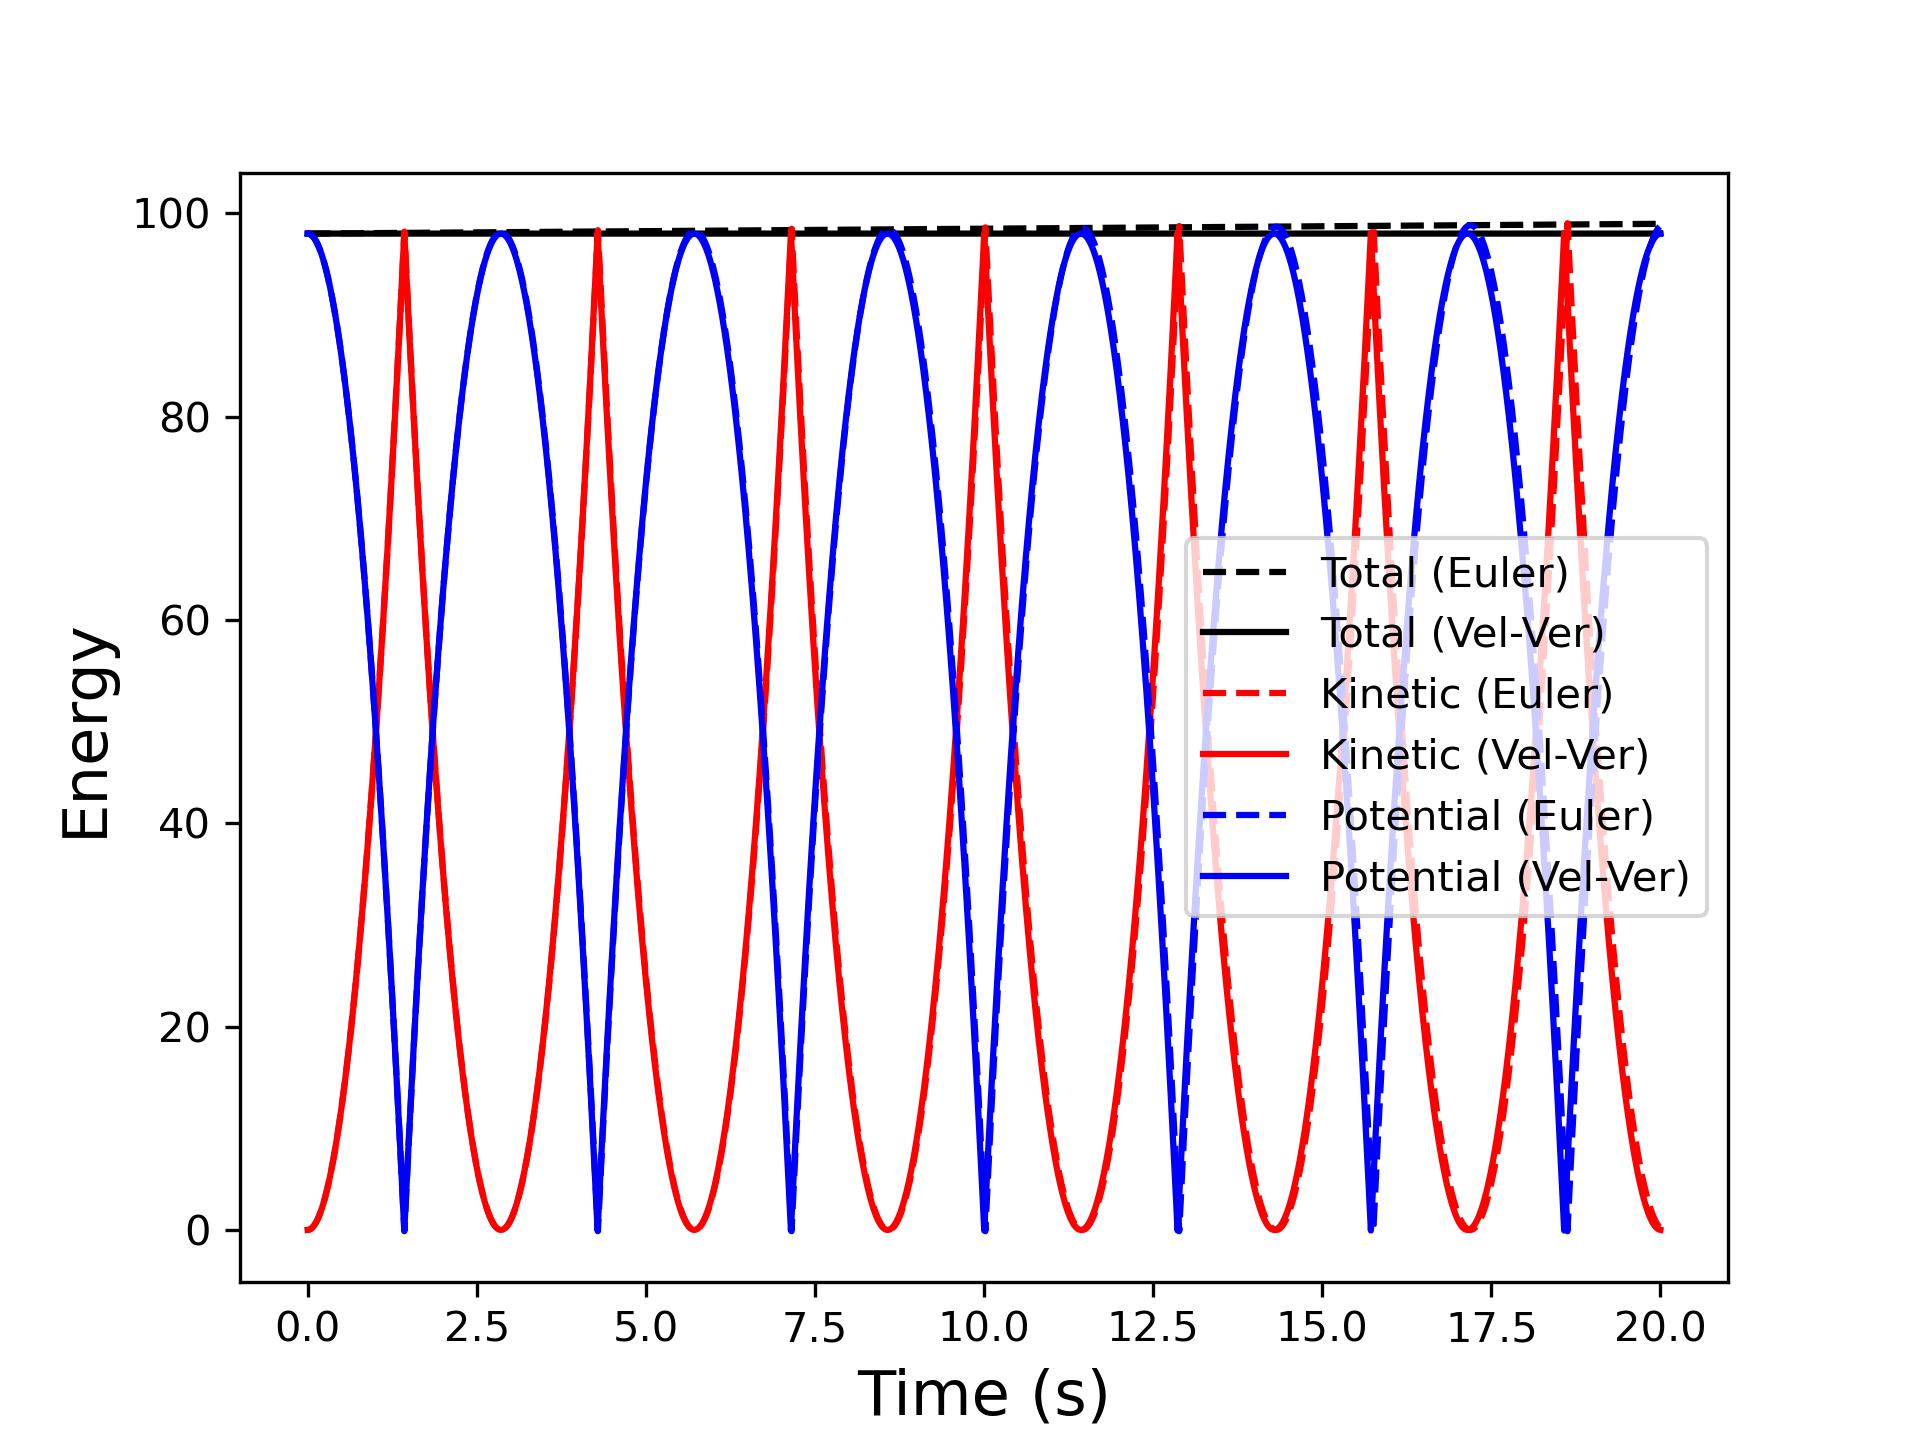 100
80
60
40
20
0
Energy
0.0 2.5 5.0 7.5 10.0 12.5 15.0 17.5 20.0
Time (s)
Total (Euler)
Total (Vel-Ver)
Kinetic (Euler)
Kinetic (Vel-Ver)
Potential (Euler)
Potential (Vel-Ver)